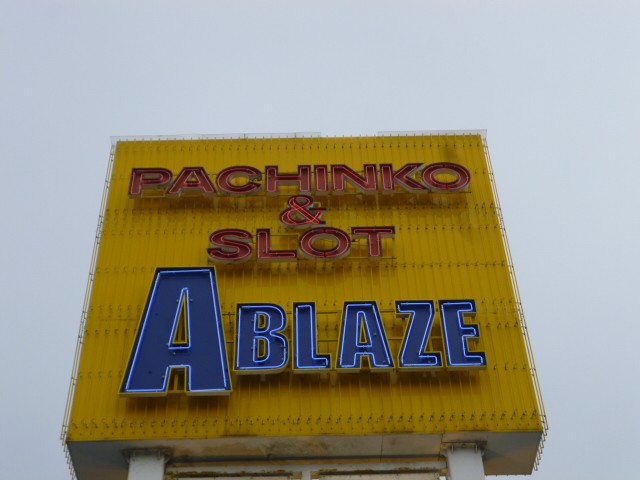 PACHINKO
&
SLOT
ABLAZE